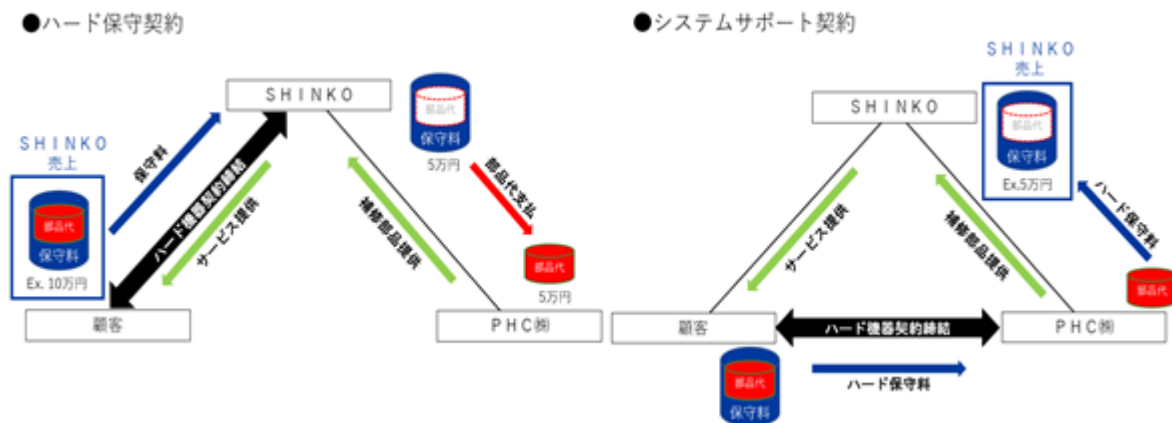 ●ハード保守契約
SHINKO
SHINKO
売上
部品代
保守料
Ex. 10万円
保守料
ハード機器契約締結
サービス提供
補修部品提供
部品代
保守料
5万円
部品代支払
部品代
5万円
顧客
PHC㈱
●システムサポート契約
SHINKO
売上
SHINKO
部品代
保守料
Ex.5万円
サービス提供
補修部品提供
ハード保守料
部品代
顧客
ハード機器契約締結
PHC㈱
部品代
保守料
ハード保守料